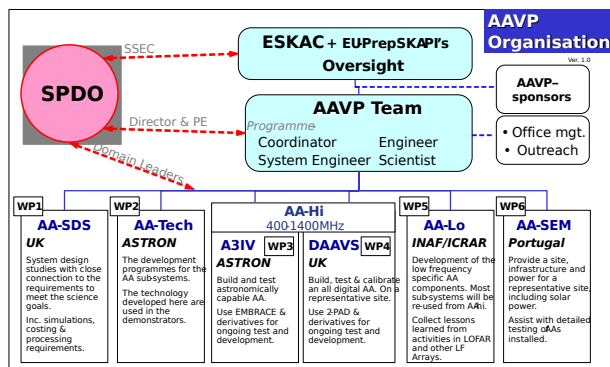 AAVP
Organisation
Ver. 1.0
SSEC
ESKAC + EU-PrepSKA PI's
Oversight
SPDO
AAVP–
sponsors
Director & PE
AAVP Team
Programme–
Coordinator Engineer
System Engineer Scientist
• Office mgt.
• Outreach
Domain Leaders
WP1
AA-SDS
UK
System design
studies with close
connection to the
requirements to
meet the science
goals.
Inc. simulations,
costing &
processing
requirements.
WP2
AA-Tech
ASTRON
The development
programmes for the
AA sub-systems.
The technology
developed here are
used in the
demonstrators.
AA-Hi
400-1400MHz
A3IV WP3
ASTRON
Build and test
astronomically
capable AA.
Use EMBRACE &
derivatives for
ongoing test and
development.
DAAVS WP4
UK
Build, test & calibrate
an all digital AA. On a
representative site.
Use 2-PAD &
derivatives for
ongoing test and
development.
WP5
AA-Lo
INAF/ICRAR
Development of the
low frequency
specific AA
components. Most
sub-systems will be
re-used from AA-hi.
Collect lessons
learned from
activities in LOFAR
and other LF
Arrays.
WP6
AA-SEM
Portugal
Provide a site,
infrastructure and
power for a
representative site,
including solar
power.
Assist with detailed
testing of AAs
installed.